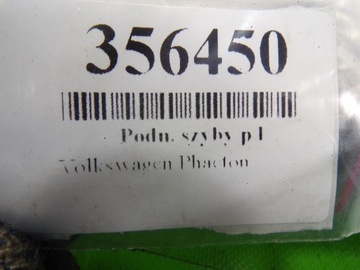 356450
Podn. szyby p l
Volkswagen Phaeton